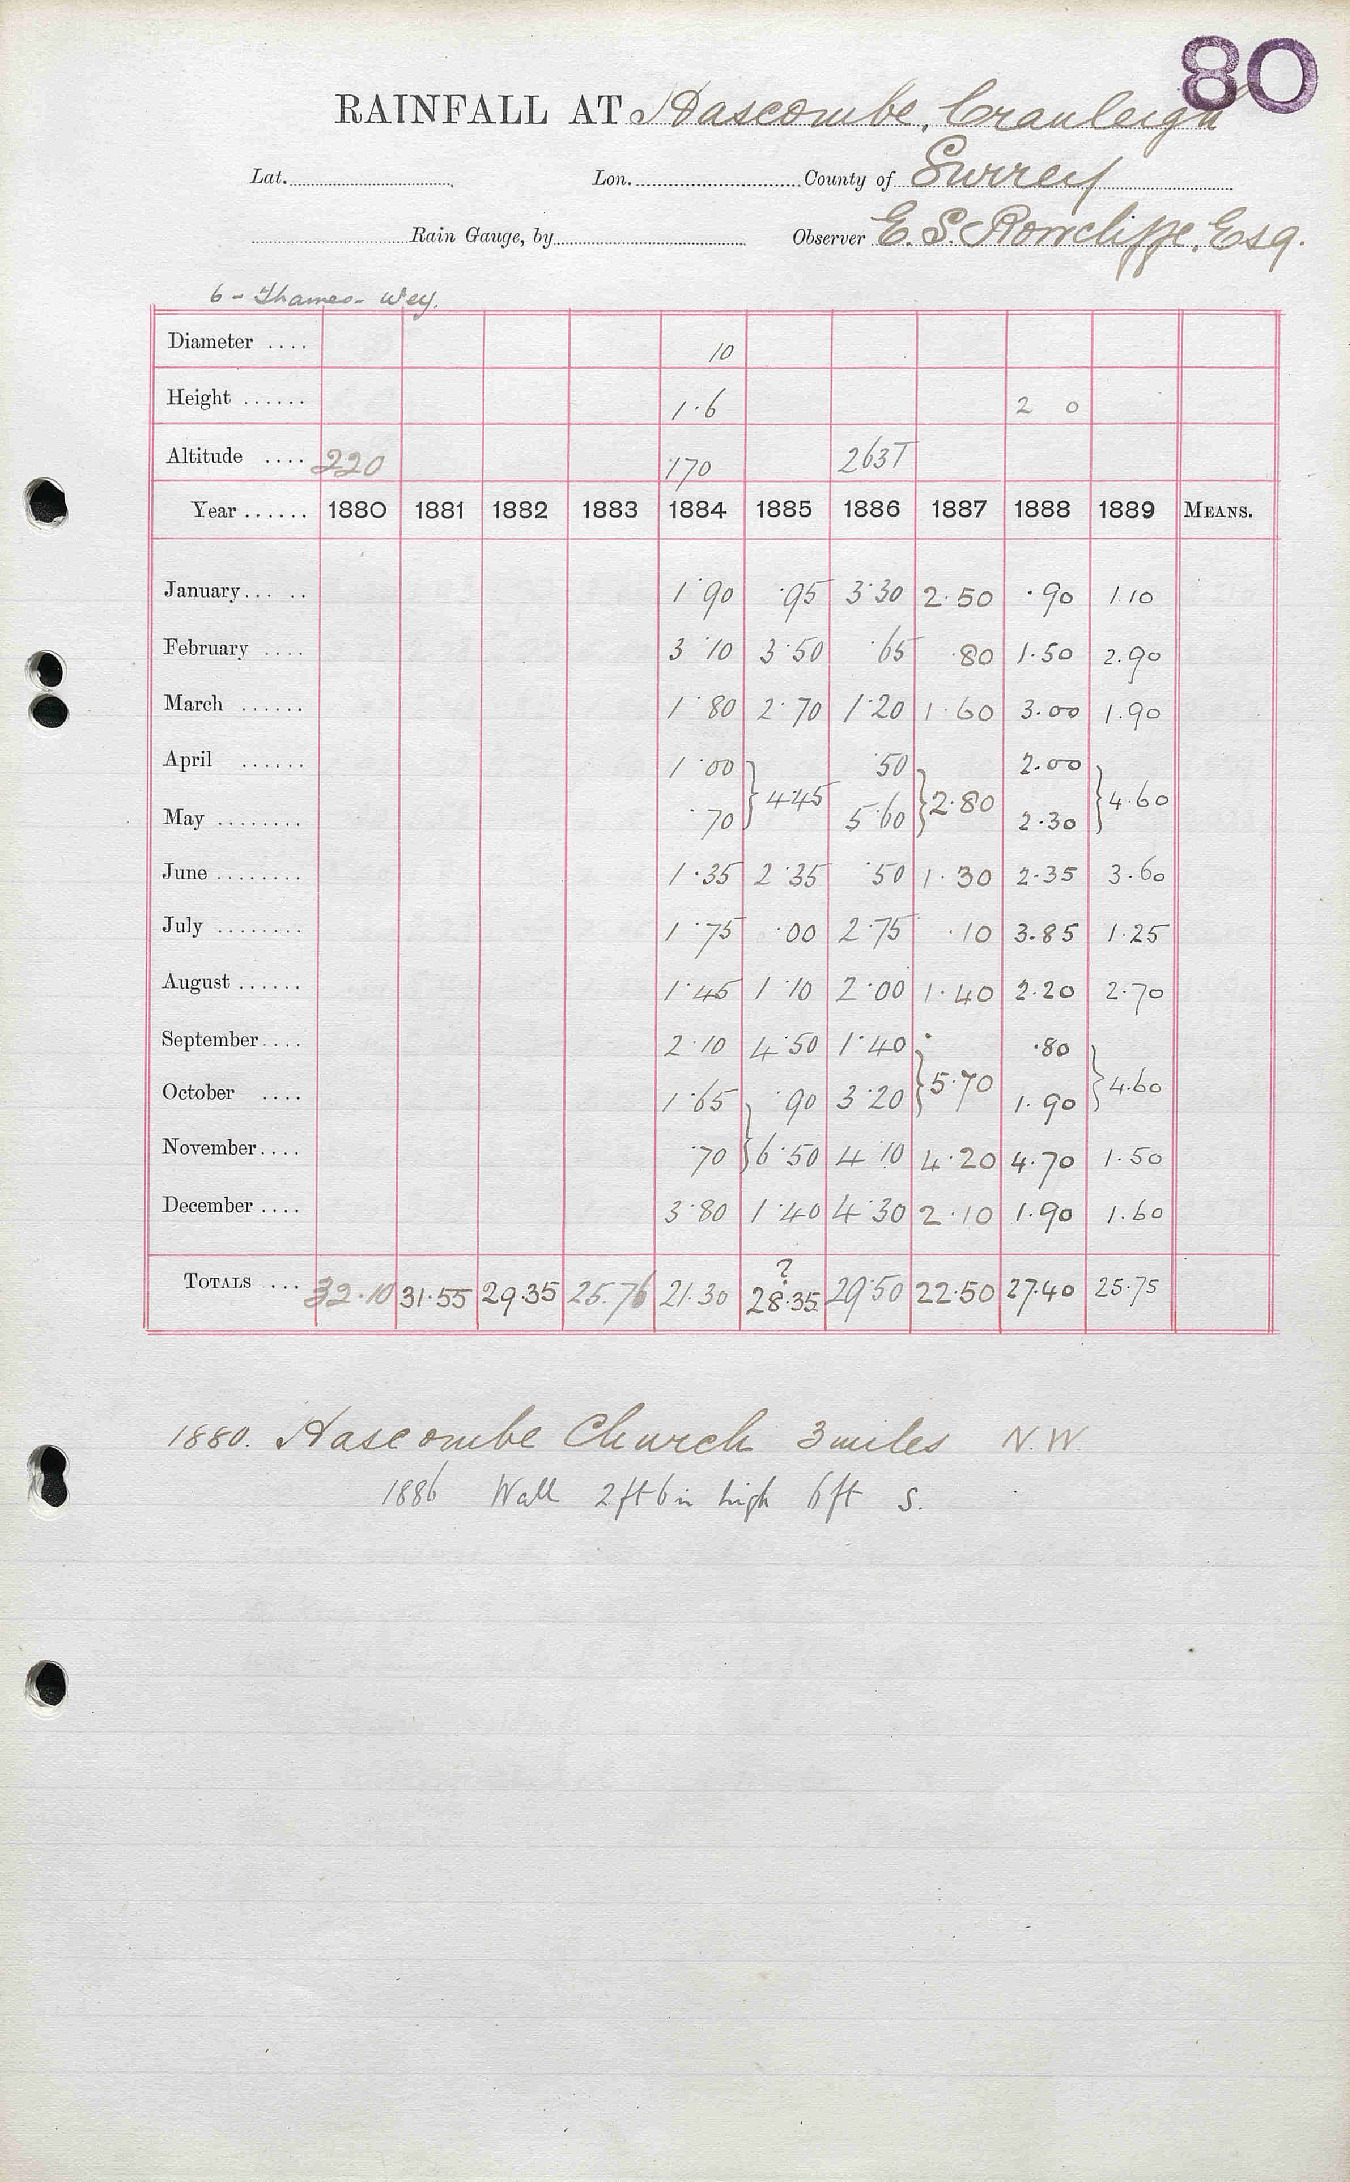 80
RAINFALL AT Hascombe, Cranleigh
Lat. Lon. County of Surrey
Rain Gauge, by Observer E. S. Rowcliffe, Esq.
6 - Thames - Wey.
Diameter .... 10
Height ...... 1.6 2 0
Altitude .... 220 170 263T
Year ...... 1880 1881 1882 1883 1884 1885 1886 1887 1888 1889 MEANS.
January... .. 1.90 .95 3.30 2.50 .90 1.10
February .... 3.10 3.50 .65 .80 1.50 2.90
March ...... 1.80 2.70 1.20 1.60 3.00 1.90
April ...... 1.00 } 4.45 .50 } 2.80 2.00 } 4.60
May ........ .70 5.60 2.30
June ........ 1.35 2.35 .50 1.30 2.35 3.60
July ........ 1.75 .00 2.75 .10 3.85 1.25
August ...... 1.45 1.10 2.00 1.40 2.20 2.70
September.... 2.10 4.50 1.40 } 5.70 .80 } 4.60
October .... 1.65 } .90 3.20 1.90
November.... .70 6.50 4.10 4.20 4.70 1.50
December .... 3.80 1.40 4.30 2.10 1.90 1.60
?
TOTALS .... 32.10 31.55 29.35 25.76 21.30 28.35 29.50 22.50 27.40 25.75
1880. Hascombe Church 3 miles N.W.
1886 Wall 2ft 6in high 6ft S.